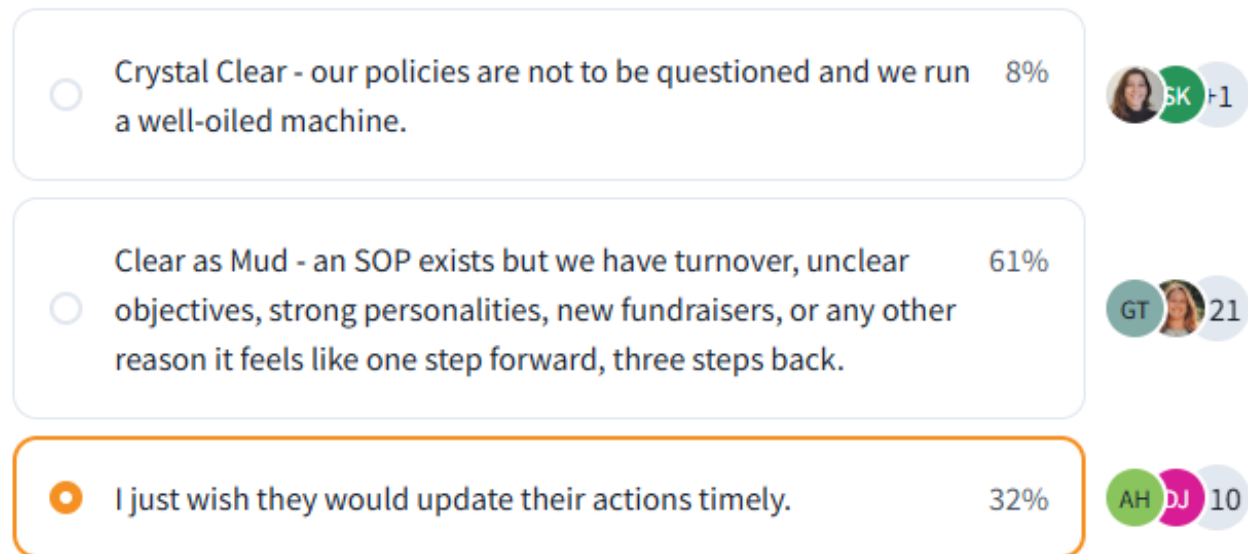 Crystal Clear - our policies are not to be questioned and we run 8%
a well-oiled machine.
SK +1
Clear as Mud - an SOP exists but we have turnover, unclear 61%
objectives, strong personalities, new fundraisers, or any other
reason it feels like one step forward, three steps back.
GT 21
I just wish they would update their actions timely. 32%
AH DJ 10